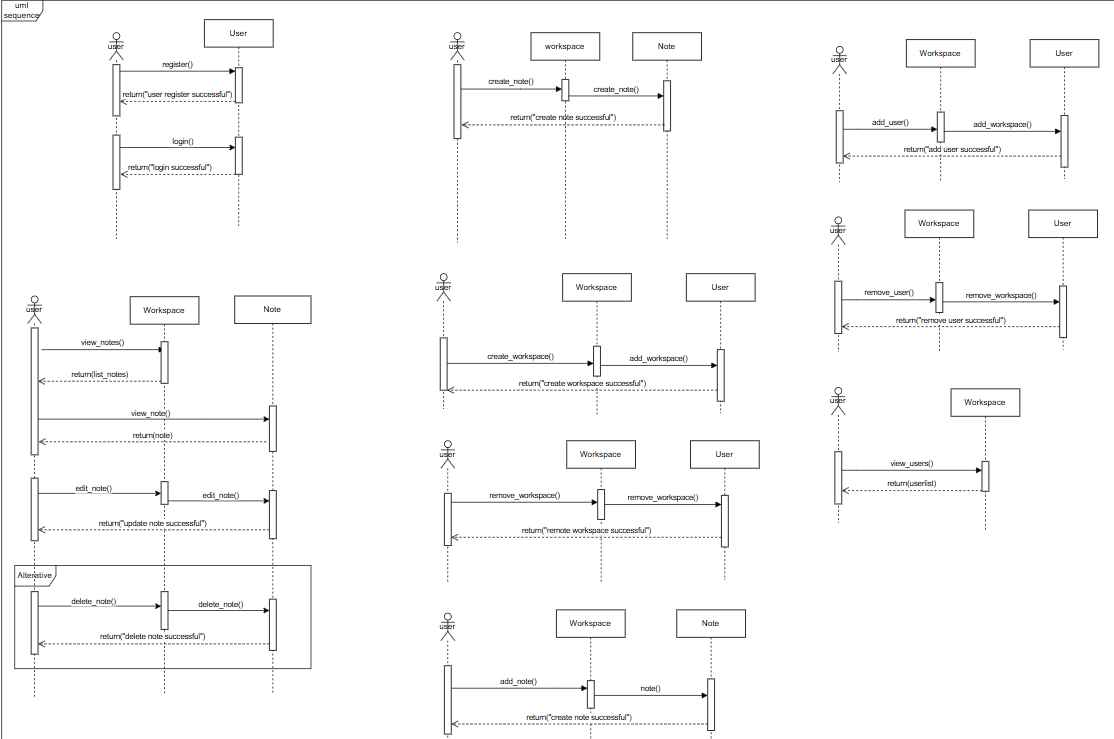 uml
sequence
user
User
register()
return("user register successful")
login()
return("login successful")
user
workspace
Note
create_note()
create_note()
return("create note successful")
user
Workspace
User
add_user()
add_workspace()
return("add user successful")
user
Workspace
User
remove_user()
remove_workspace()
return("remove user successful")
user
Workspace
Note
view_notes()
return(list_notes)
view_note()
return(note)
edit_note()
edit_note()
return("update note successful")
Alterative
delete_note()
delete_note()
return("delete note successful")
user
Workspace
User
create_workspace()
add_workspace()
return("create workspace successful")
user
Workspace
User
remove_workspace()
remove_workspace()
return("remote workspace successful")
user
Workspace
Note
add_note()
note()
return("create note successful")
user
Workspace
view_users()
return(userlist)